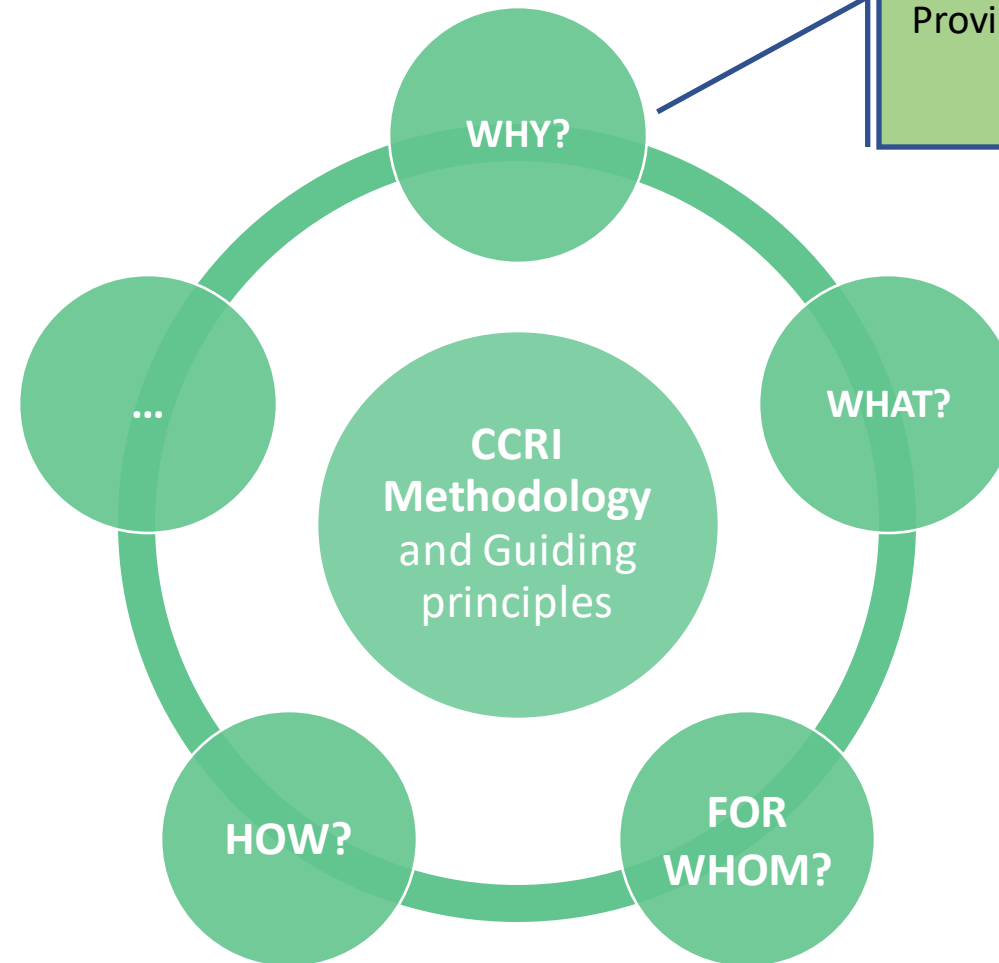 Provi
WHY?
WHAT?
...
CCRI
Methodology
and Guiding
principles
HOW?
FOR
WHOM?